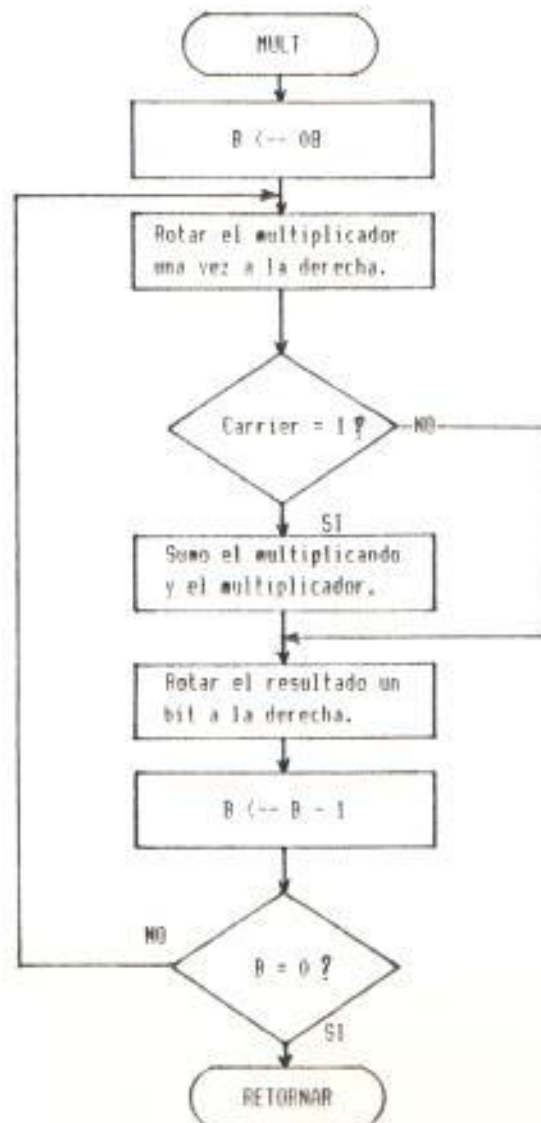 MULT
B <-- 08
Rotar el multiplicador
una vez a la derecha.
Carrier = 1 ?
NO
SI
Sumo el multiplicando
y el multiplicador.
Rotar el resultado un
bit a la derecha.
B <-- B - 1
B = 0 ?
NO
SI
RETORNAR